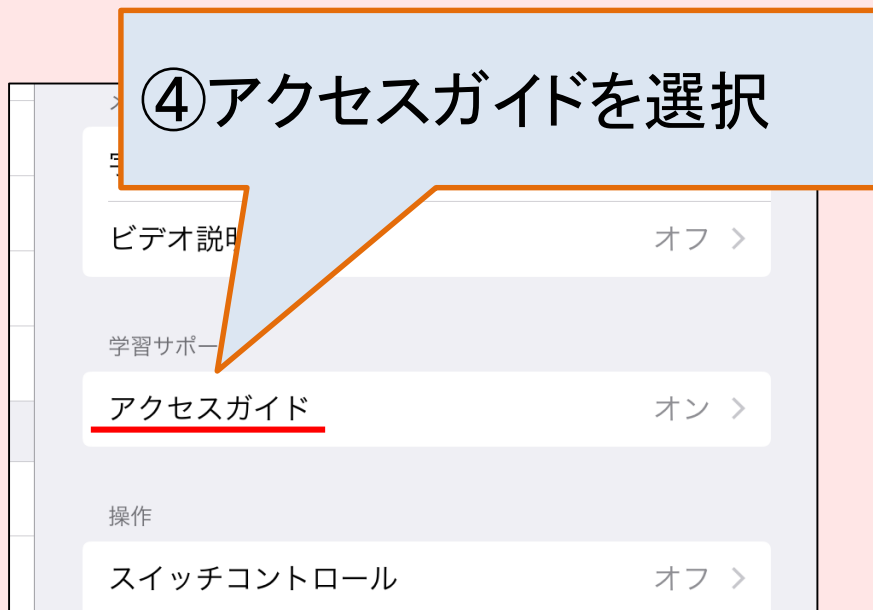 ④アクセスガイドを選択
ビデオ説
オフ
学習サポー
アクセスガイド
オン
操作
スイッチコントロール
オフ